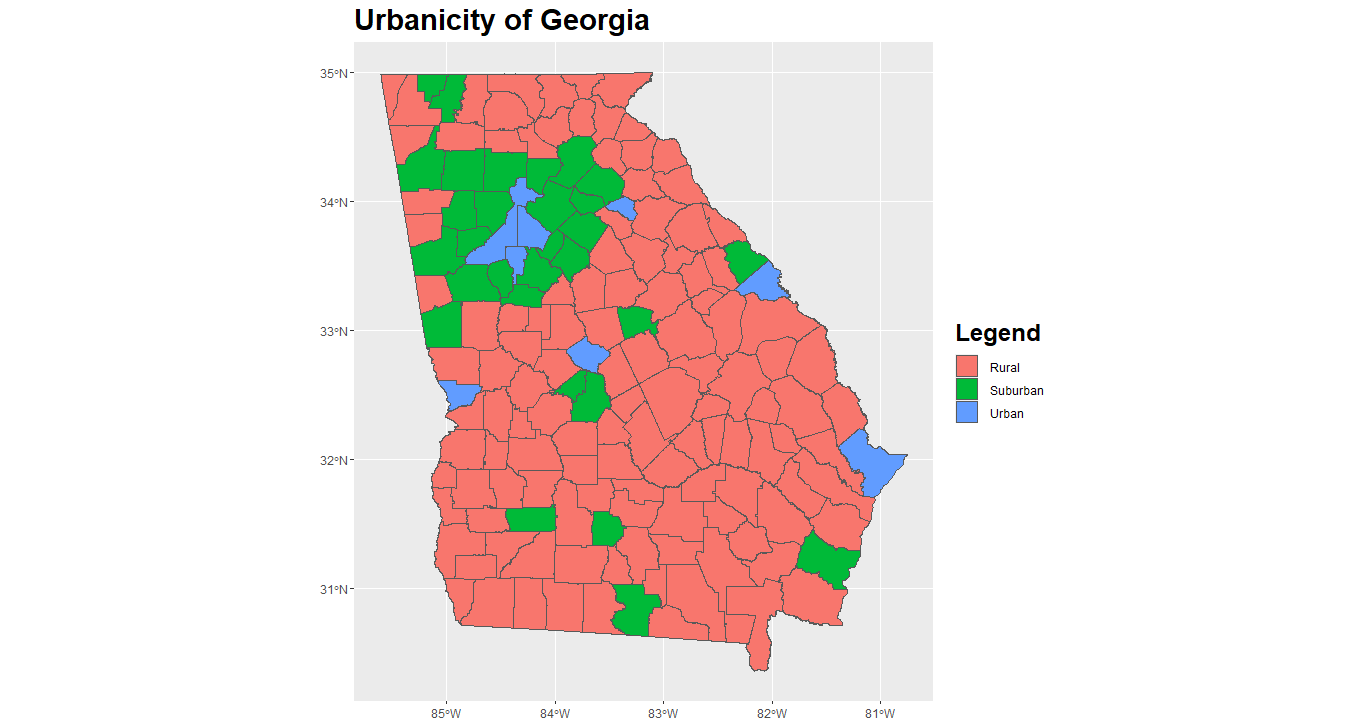 Urbanicity of Georgia
35°N
34°N
33°N
32°N
31°N
85°W
84°W
83°W
82°W
81°W
Legend
Rural
Suburban
Urban